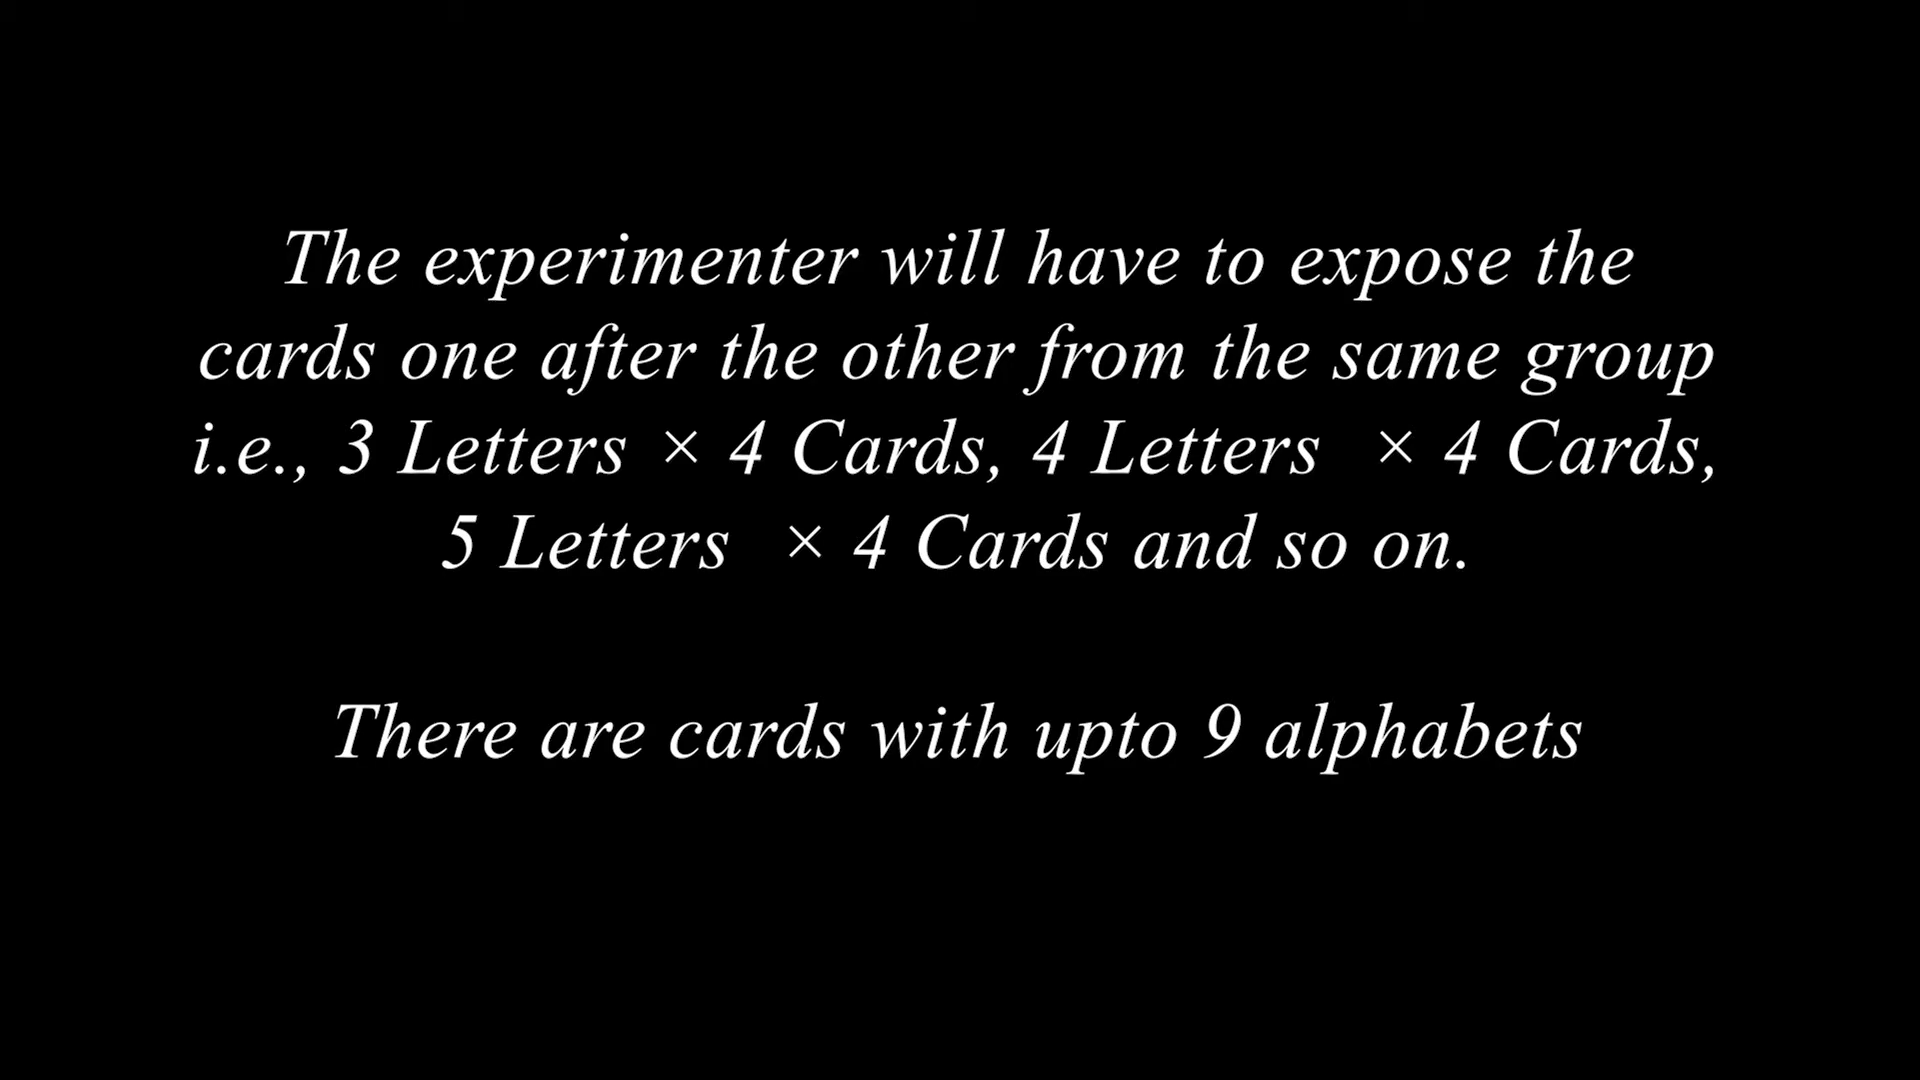 The experimenter will have to expose the
cards one after the other from the same group
i.e., 3 Letters × 4 Cards, 4 Letters × 4 Cards,
5 Letters × 4 Cards and so on.
There are cards with upto 9 alphabets